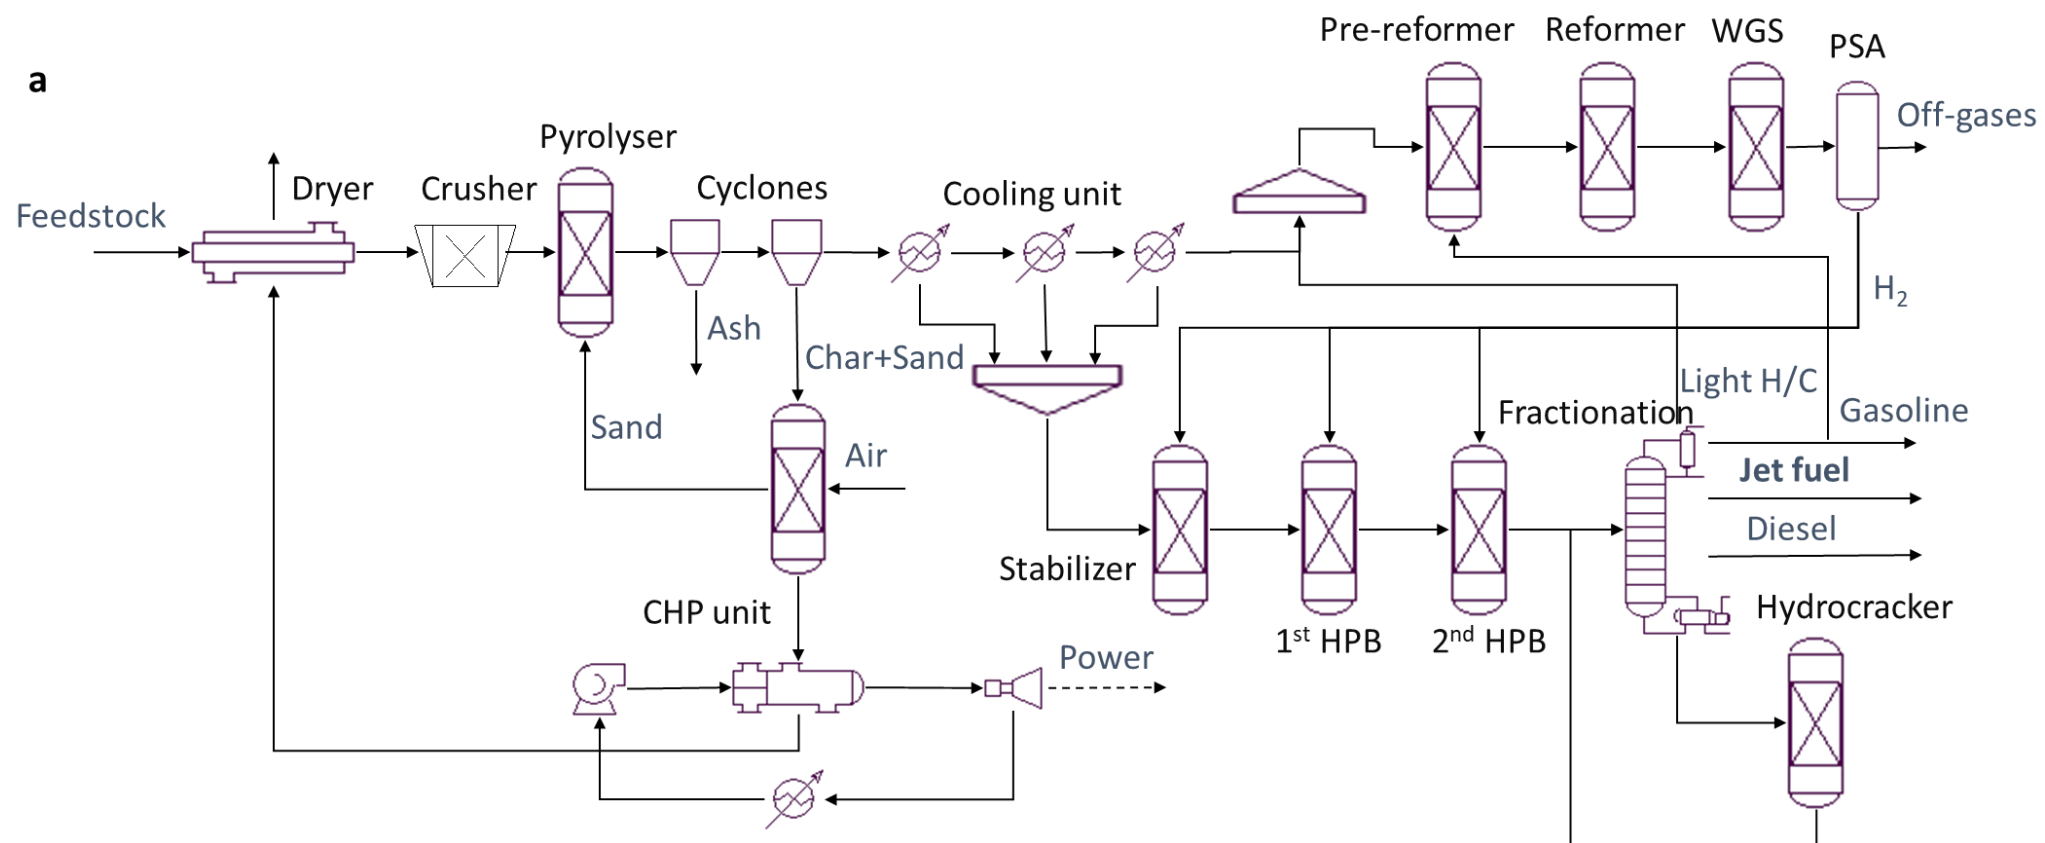 a
Pre-reformer
Reformer
WGS
PSA
Off-gases
Pyrolyser
Dryer
Crusher
Cyclones
Cooling unit
Feedstock
H₂
Ash
Char+Sand
Sand
Air
Light H/C
Fractionation
Gasoline
Jet fuel
Diesel
Stabilizer
1ˢᵗ HPB
2ⁿᵈ HPB
Hydrocracker
CHP unit
Power